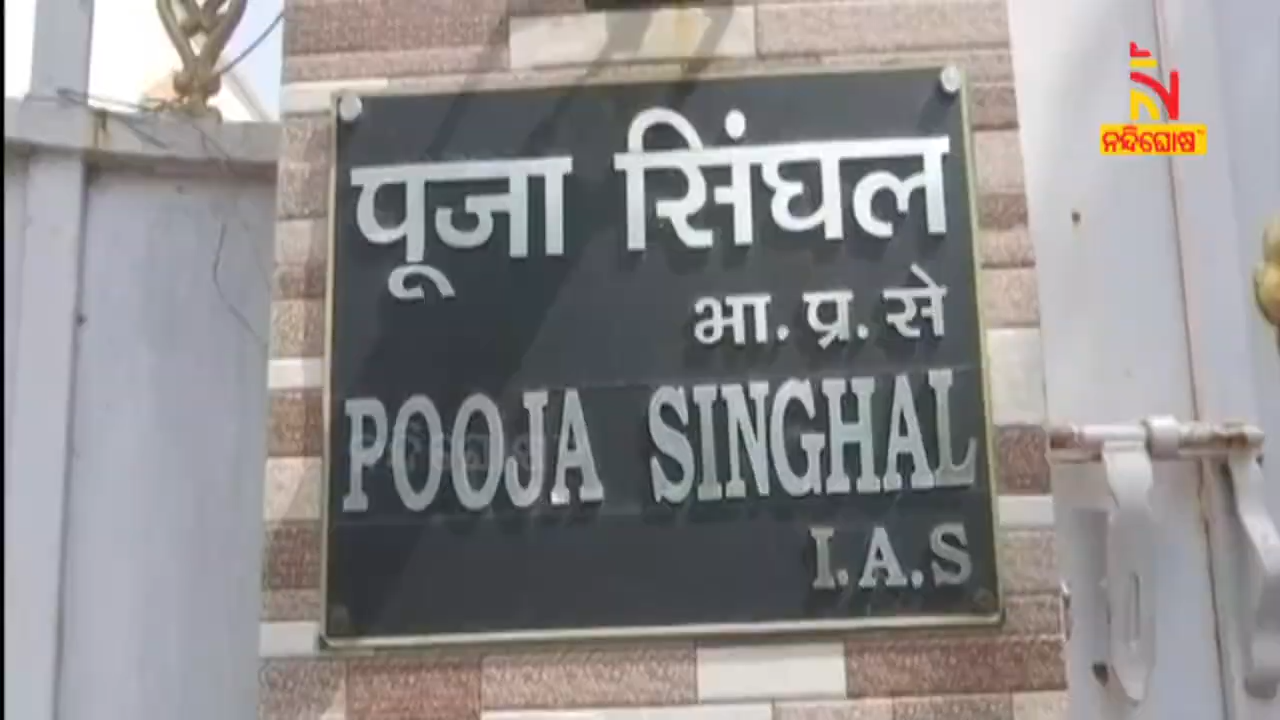 पूजा सिंघल
भा. प्र. से
POOJA SINGHAL
I.A.S
ନନ୍ଦିଘୋଷ